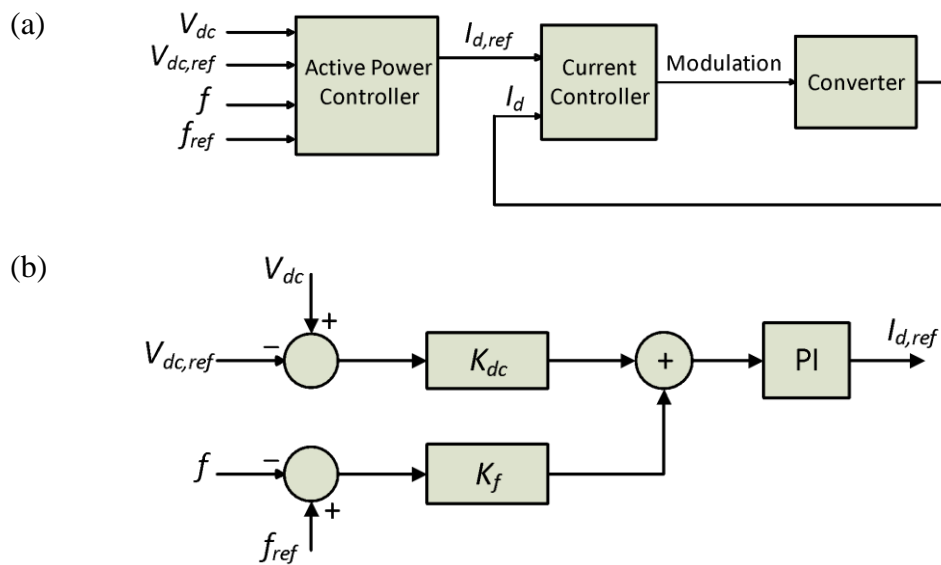 (a)
V_dc
V_dc,ref
f
f_ref
Active Power
Controller
I_d,ref
I_d
Current
Controller
Modulation
Converter
(b)
V_dc
+
−
V_dc,ref
K_dc
+
PI
I_d,ref
f
−
+
K_f
f_ref